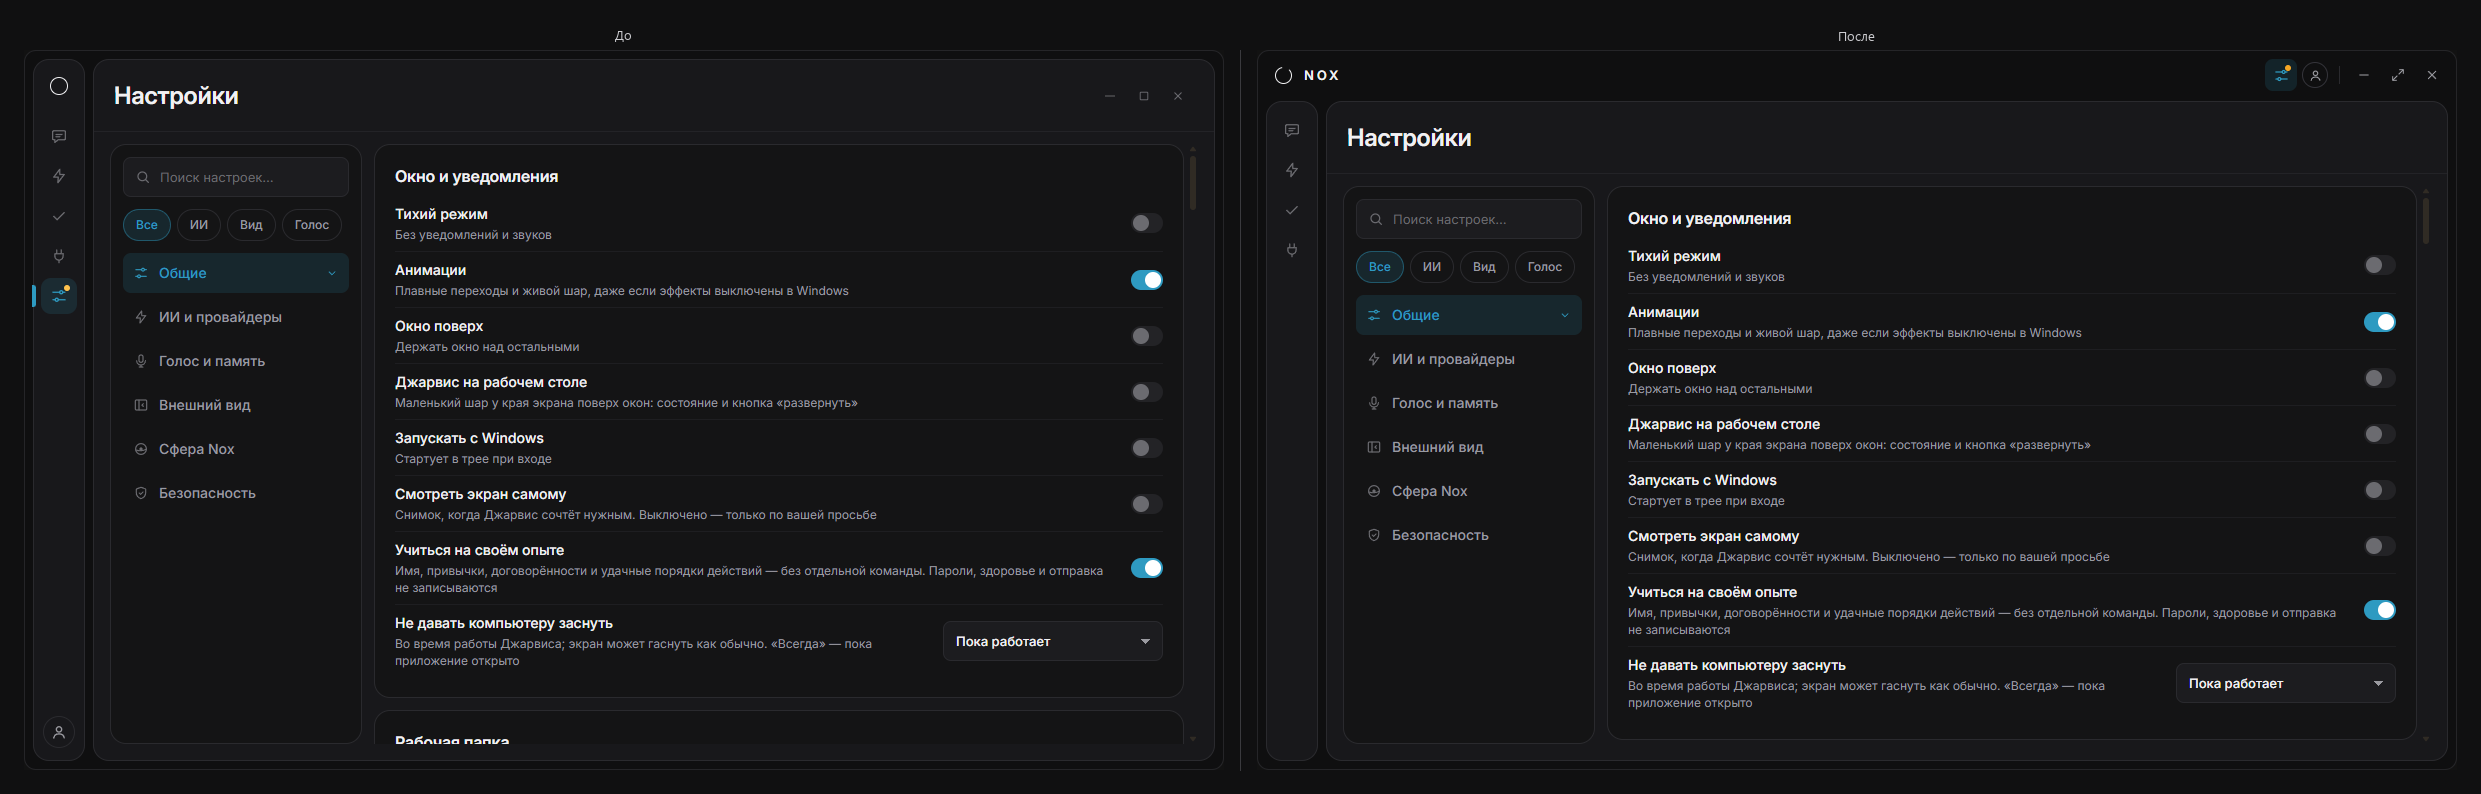 До
Настройки
Поиск настроек...
Все
ИИ
Вид
Голос
Общие
ИИ и провайдеры
Голос и память
Внешний вид
Сфера Nox
Безопасность
Окно и уведомления
Тихий режим
Без уведомлений и звуков
Анимации
Плавные переходы и живой шар, даже если эффекты выключены в Windows
Окно поверх
Держать окно над остальными
Джарвис на рабочем столе
Маленький шар у края экрана поверх окон: состояние и кнопка «развернуть»
Запускать с Windows
Стартует в трее при входе
Смотреть экран самому
Снимок, когда Джарвис сочтёт нужным. Выключено — только по вашей просьбе
Учиться на своём опыте
Имя, привычки, договорённости и удачные порядки действий — без отдельной команды. Пароли, здоровье и отправка
не записываются
Не давать компьютеру заснуть
Во время работы Джарвиса; экран может гаснуть как обычно. «Всегда» — пока
приложение открыто
Пока работает
Рабочая папка
После
NOX
Настройки
Поиск настроек...
Все
ИИ
Вид
Голос
Общие
ИИ и провайдеры
Голос и память
Внешний вид
Сфера Nox
Безопасность
Окно и уведомления
Тихий режим
Без уведомлений и звуков
Анимации
Плавные переходы и живой шар, даже если эффекты выключены в Windows
Окно поверх
Держать окно над остальными
Джарвис на рабочем столе
Маленький шар у края экрана поверх окон: состояние и кнопка «развернуть»
Запускать с Windows
Стартует в трее при входе
Смотреть экран самому
Снимок, когда Джарвис сочтёт нужным. Выключено — только по вашей просьбе
Учиться на своём опыте
Имя, привычки, договорённости и удачные порядки действий — без отдельной команды. Пароли, здоровье и отправка
не записываются
Не давать компьютеру заснуть
Во время работы Джарвиса; экран может гаснуть как обычно. «Всегда» — пока
приложение открыто
Пока работает